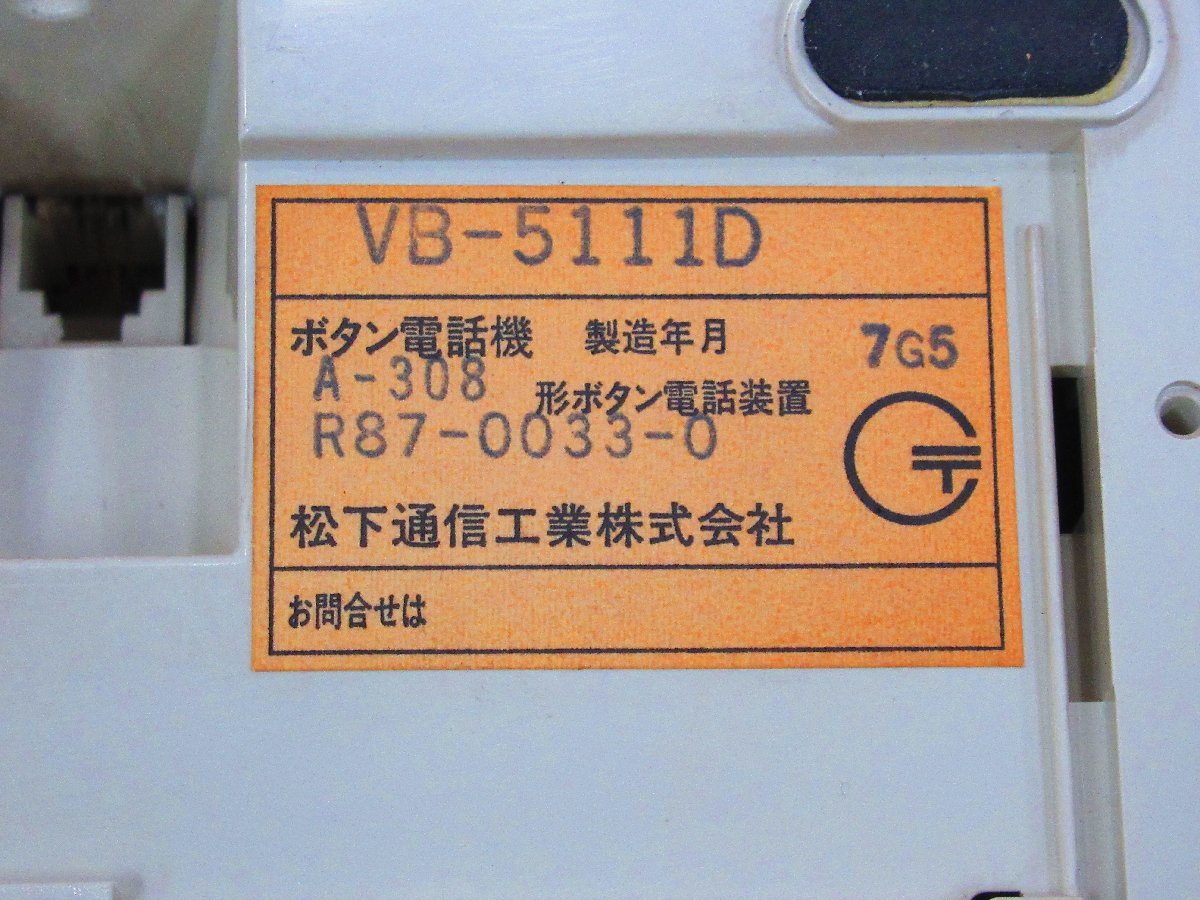 VB-5111D
ボタン電話機 製造年月 7G5
A-308 形ボタン電話装置
R87-0033-0
松下通信工業株式会社
お問合せは